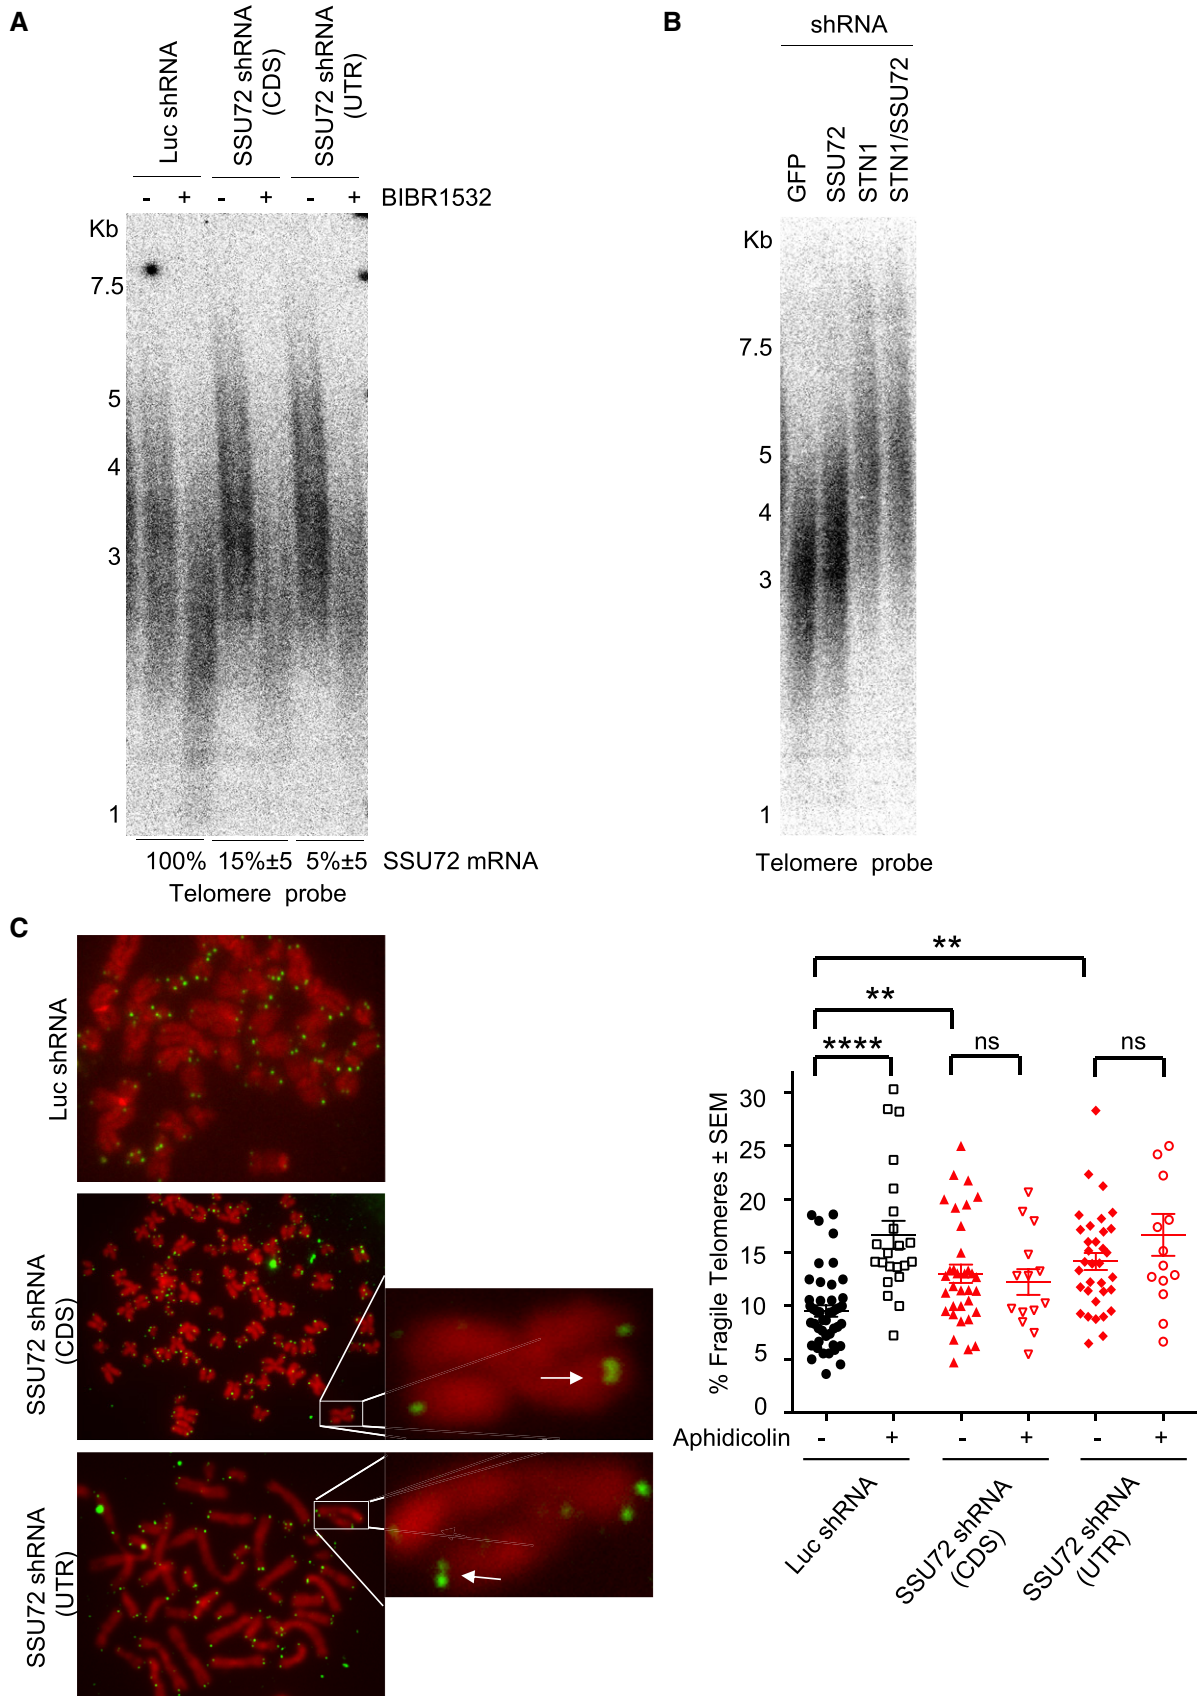 A
Luc shRNA
SSU72 shRNA
(CDS)
SSU72 shRNA
(UTR)
- + - + - + BIBR1532
Kb
7.5
5
4
3
1
100% 15%±5 5%±5 SSU72 mRNA
Telomere probe
B
shRNA
GFP
SSU72
STN1
STN1/SSU72
Kb
7.5
5
4
3
1
Telomere probe
C
Luc shRNA
SSU72 shRNA
(CDS)
SSU72 shRNA
(UTR)
**
**
****
ns
ns
% Fragile Telomeres ± SEM
30
25
20
15
10
5
0
Aphidicolin - + - + - +
Luc shRNA
SSU72 shRNA
(CDS)
SSU72 shRNA
(UTR)